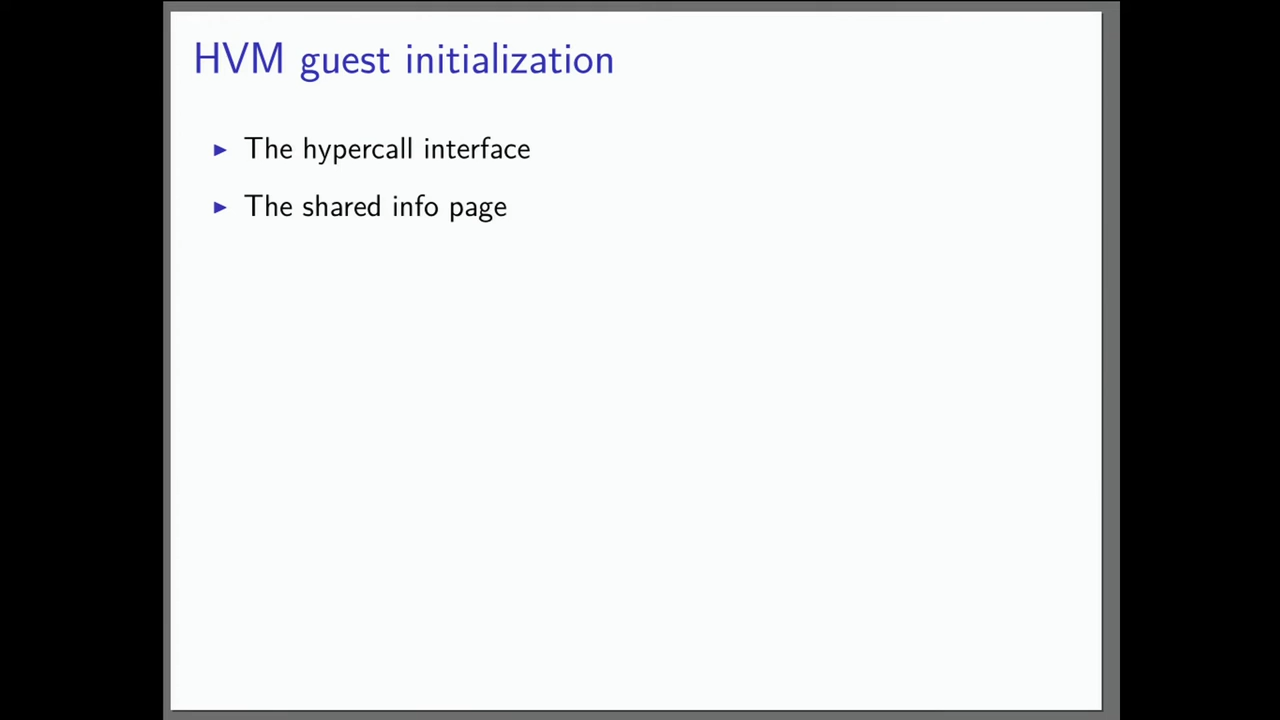 HVM guest initialization
▶ The hypercall interface
▶ The shared info page